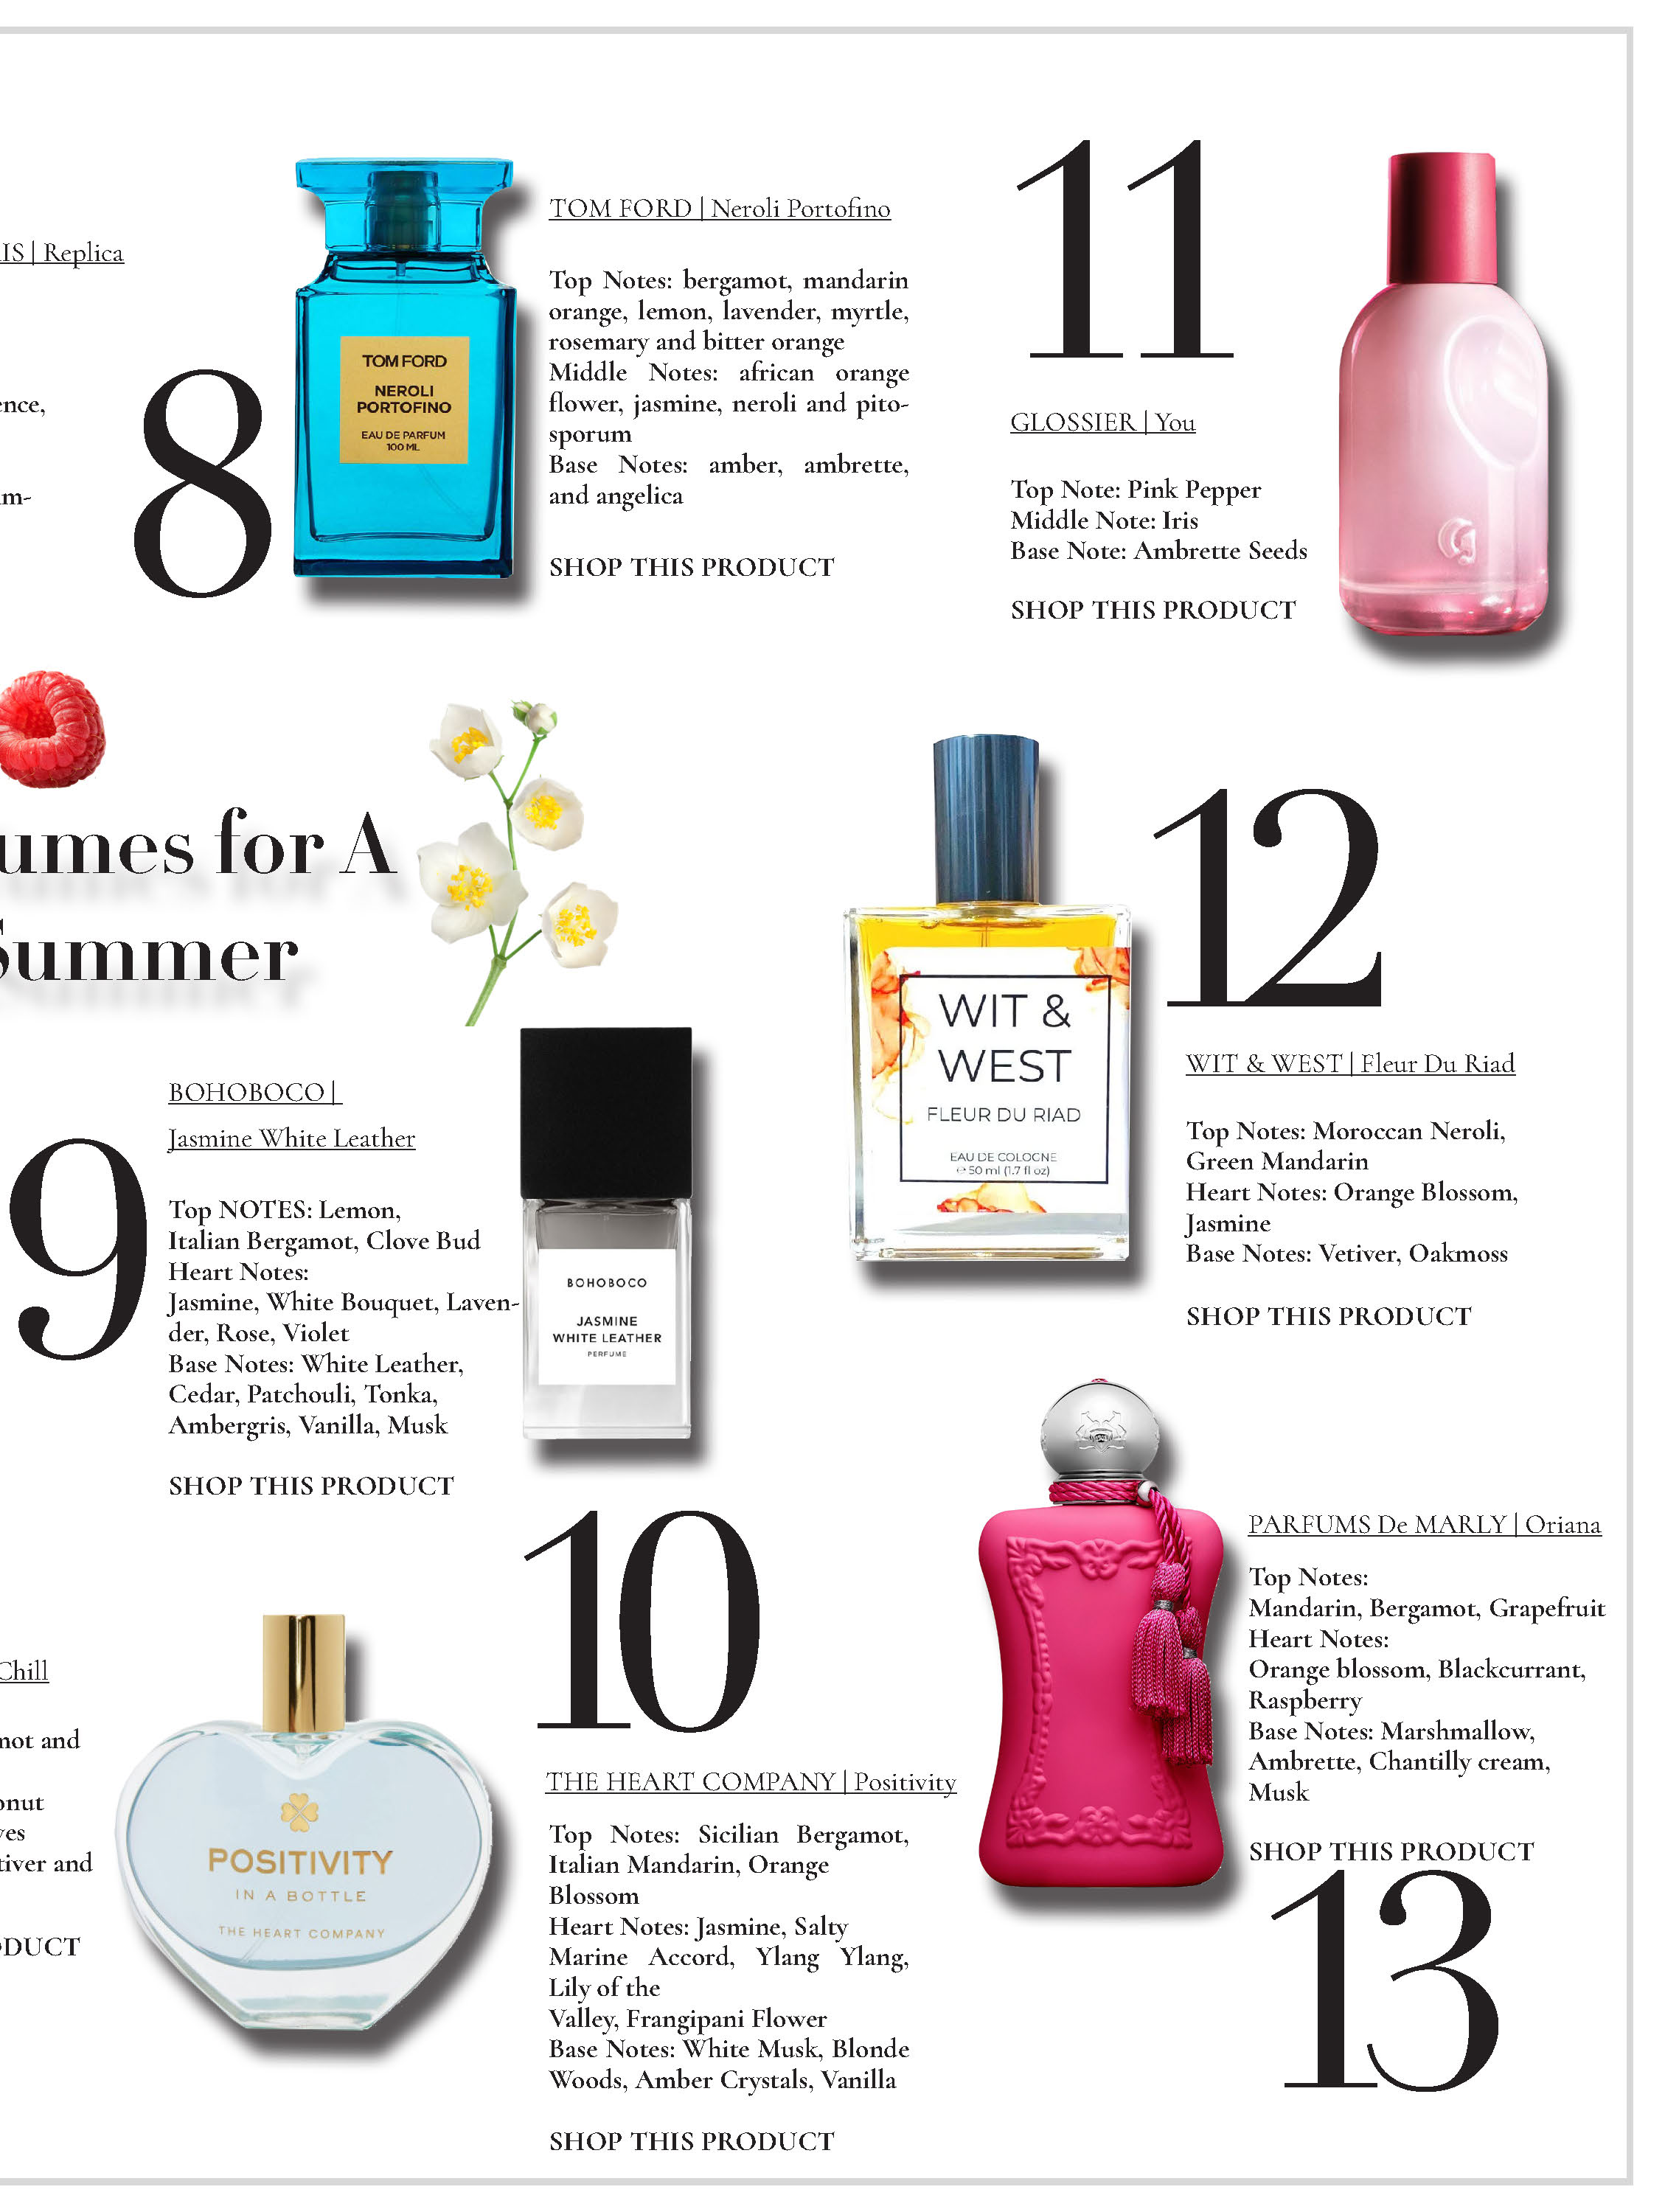 IS | Replica
ence,
m-
8
TOM FORD
NEROLI
PORTOFINO
EAU DE PARFUM
100 ML
TOM FORD | Neroli Portofino
Top Notes: bergamot, mandarin
orange, lemon, lavender, myrtle,
rosemary and bitter orange
Middle Notes: african orange
flower, jasmine, neroli and pito-
sporum
Base Notes: amber, ambrette,
and angelica
SHOP THIS PRODUCT
11
GLOSSIER | You
Top Note: Pink Pepper
Middle Note: Iris
Base Note: Ambrette Seeds
SHOP THIS PRODUCT
G
umes for A
Summer
9
BOHOBOCO |
Jasmine White Leather
Top NOTES: Lemon,
Italian Bergamot, Clove Bud
Heart Notes:
Jasmine, White Bouquet, Laven-
der, Rose, Violet
Base Notes: White Leather,
Cedar, Patchouli, Tonka,
Ambergris, Vanilla, Musk
SHOP THIS PRODUCT
BOHOBOCO
JASMINE
WHITE LEATHER
PERFUME
WIT &
WEST
FLEUR DU RIAD
EAU DE COLOGNE
℮ 50 ml (1.7 fl oz)
12
WIT & WEST | Fleur Du Riad
Top Notes: Moroccan Neroli,
Green Mandarin
Heart Notes: Orange Blossom,
Jasmine
Base Notes: Vetiver, Oakmoss
SHOP THIS PRODUCT
Chill
not and
onut
ves
tiver and
DUCT
POSITIVITY
IN A BOTTLE
THE HEART COMPANY
10
THE HEART COMPANY | Positivity
Top Notes: Sicilian Bergamot,
Italian Mandarin, Orange
Blossom
Heart Notes: Jasmine, Salty
Marine Accord, Ylang Ylang,
Lily of the
Valley, Frangipani Flower
Base Notes: White Musk, Blonde
Woods, Amber Crystals, Vanilla
SHOP THIS PRODUCT
PARFUMS De MARLY | Oriana
Top Notes:
Mandarin, Bergamot, Grapefruit
Heart Notes:
Orange blossom, Blackcurrant,
Raspberry
Base Notes: Marshmallow,
Ambrette, Chantilly cream,
Musk
SHOP THIS PRODUCT
13